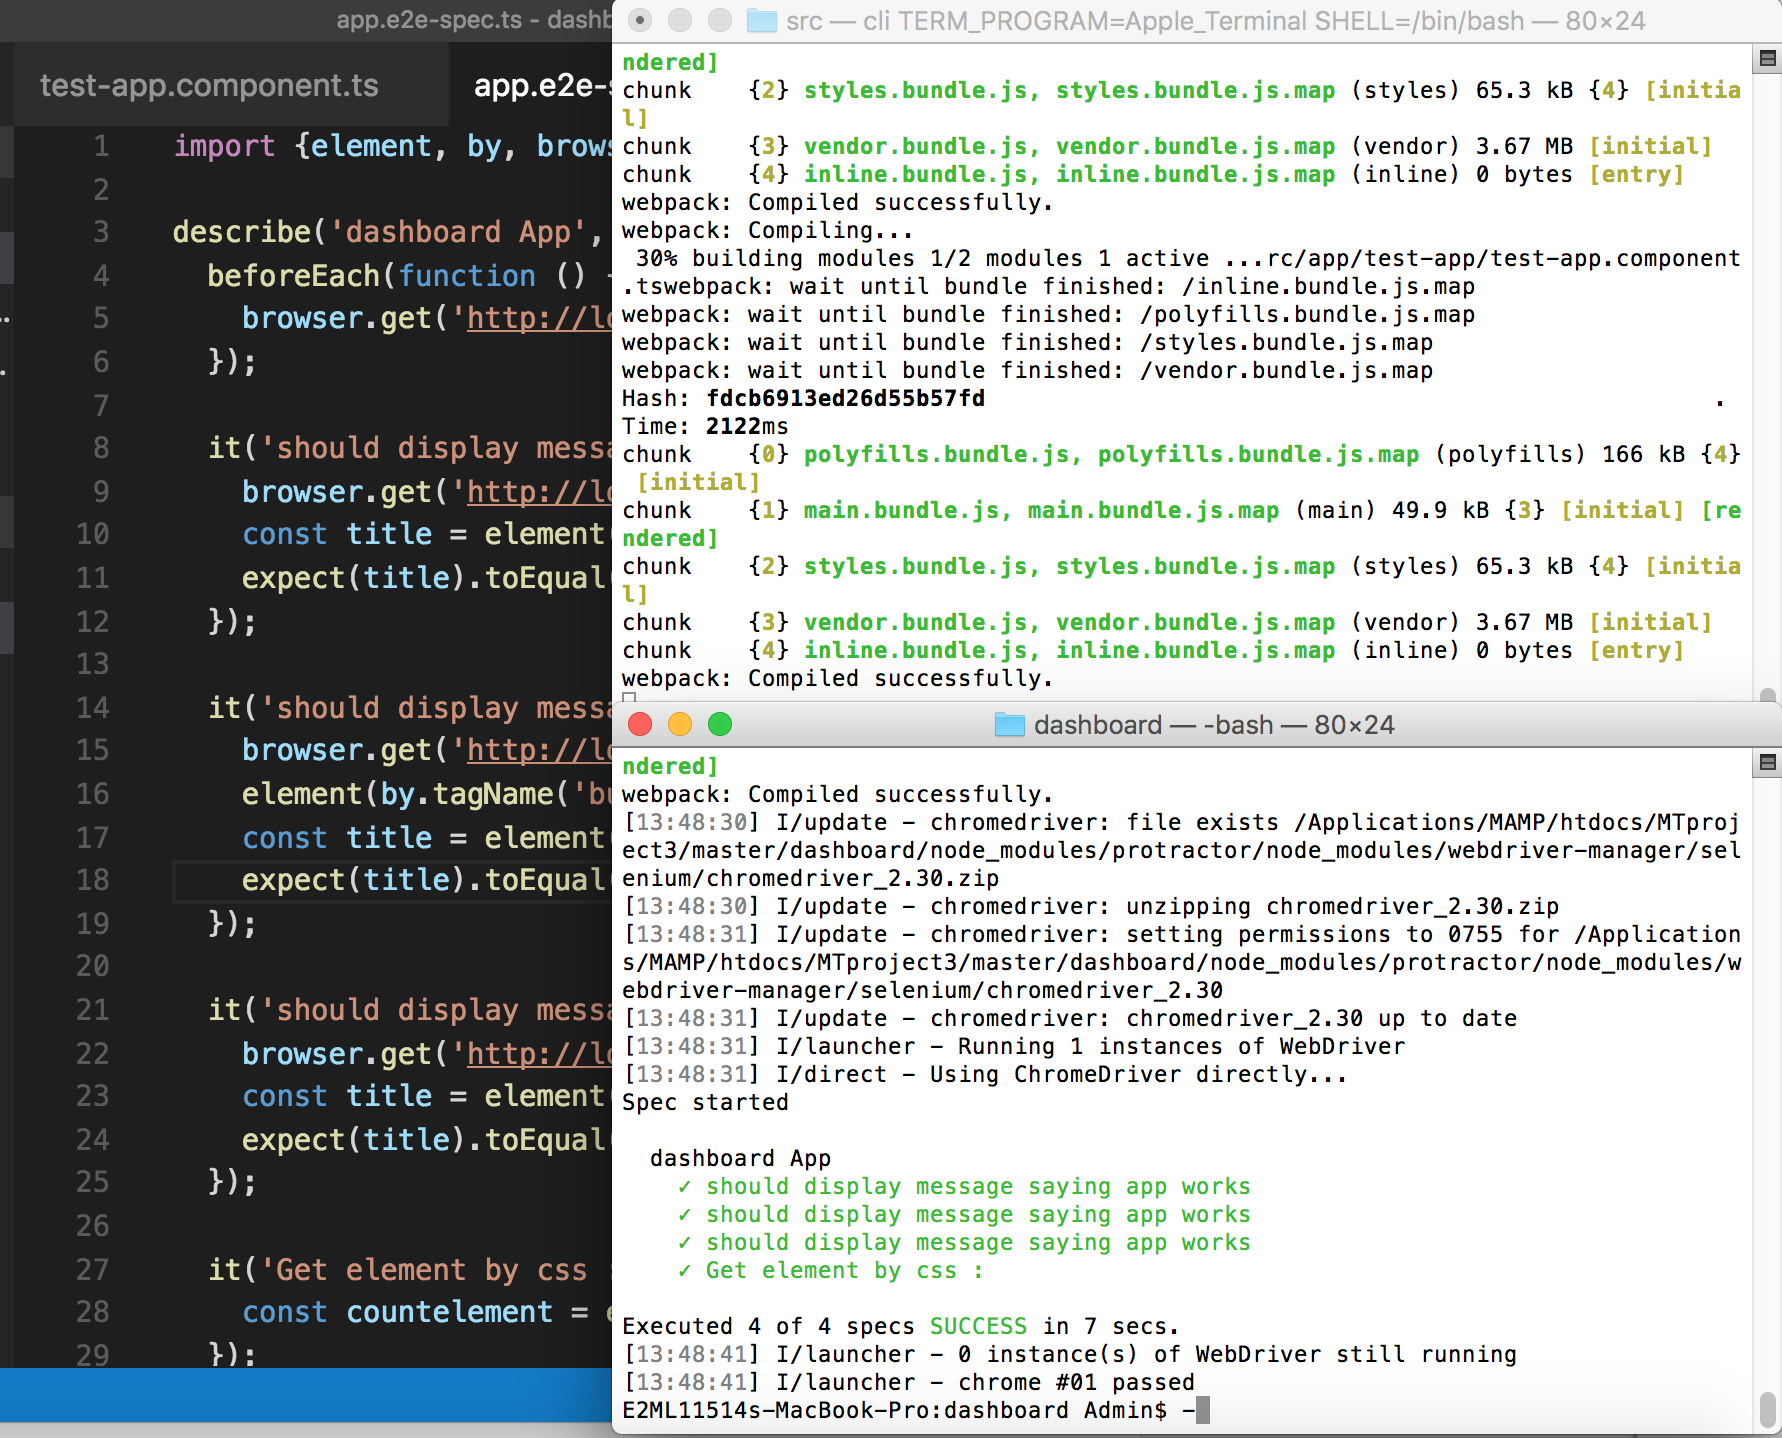 app.e2e-spec.ts - dashb
test-app.component.ts
app.e2e-s
1 import {element, by, brows
2
3 describe('dashboard App',
4 beforeEach(function ()
5 browser.get('http://lo
6 });
7
8 it('should display messa
9 browser.get('http://lo
10 const title = element(
11 expect(title).toEqual(
12 });
13
14 it('should display messa
15 browser.get('http://lo
16 element(by.tagName('bu
17 const title = element(
18 expect(title).toEqual(
19 });
20
21 it('should display messa
22 browser.get('http://lo
23 const title = element(
24 expect(title).toEqual(
25 });
26
27 it('Get element by css :
28 const countelement = e
29 });
src — cli TERM_PROGRAM=Apple_Terminal SHELL=/bin/bash — 80×24
ndered]
chunk    {2} styles.bundle.js, styles.bundle.js.map (styles) 65.3 kB {4} [initia
l]
chunk    {3} vendor.bundle.js, vendor.bundle.js.map (vendor) 3.67 MB [initial]
chunk    {4} inline.bundle.js, inline.bundle.js.map (inline) 0 bytes [entry]
webpack: Compiled successfully.
webpack: Compiling...
 30% building modules 1/2 modules 1 active ...rc/app/test-app/test-app.component
.tswebpack: wait until bundle finished: /inline.bundle.js.map
webpack: wait until bundle finished: /polyfills.bundle.js.map
webpack: wait until bundle finished: /styles.bundle.js.map
webpack: wait until bundle finished: /vendor.bundle.js.map
Hash: fdcb6913ed26d55b57fd .
Time: 2122ms
chunk    {0} polyfills.bundle.js, polyfills.bundle.js.map (polyfills) 166 kB {4}
 [initial]
chunk    {1} main.bundle.js, main.bundle.js.map (main) 49.9 kB {3} [initial] [re
ndered]
chunk    {2} styles.bundle.js, styles.bundle.js.map (styles) 65.3 kB {4} [initia
l]
chunk    {3} vendor.bundle.js, vendor.bundle.js.map (vendor) 3.67 MB [initial]
chunk    {4} inline.bundle.js, inline.bundle.js.map (inline) 0 bytes [entry]
webpack: Compiled successfully.
dashboard — -bash — 80×24
ndered]
webpack: Compiled successfully.
[13:48:30] I/update - chromedriver: file exists /Applications/MAMP/htdocs/MTproj
ect3/master/dashboard/node_modules/protractor/node_modules/webdriver-manager/sel
enium/chromedriver_2.30.zip
[13:48:30] I/update - chromedriver: unzipping chromedriver_2.30.zip
[13:48:31] I/update - chromedriver: setting permissions to 0755 for /Application
s/MAMP/htdocs/MTproject3/master/dashboard/node_modules/protractor/node_modules/w
ebdriver-manager/selenium/chromedriver_2.30
[13:48:31] I/update - chromedriver: chromedriver_2.30 up to date
[13:48:31] I/launcher - Running 1 instances of WebDriver
[13:48:31] I/direct - Using ChromeDriver directly...
Spec started
dashboard App
✓ should display message saying app works
✓ should display message saying app works
✓ should display message saying app works
✓ Get element by css :
Executed 4 of 4 specs SUCCESS in 7 secs.
[13:48:41] I/launcher - 0 instance(s) of WebDriver still running
[13:48:41] I/launcher - chrome #01 passed
E2ML11514s-MacBook-Pro:dashboard Admin$ -